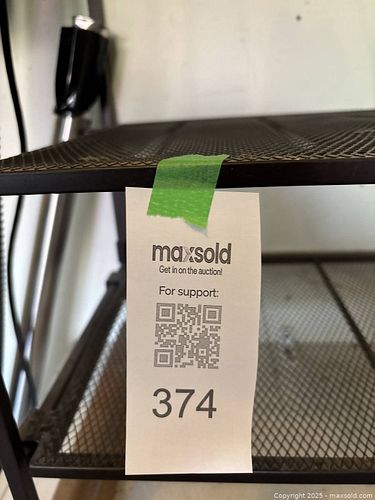 maxsold
Get in on the auction!
For support:
374
Copyright © 2025 - maxsold.com